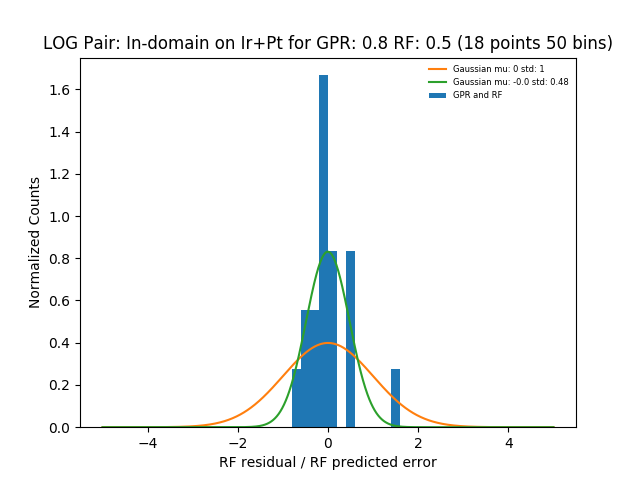 LOG Pair: In-domain on Ir+Pt for GPR: 0.8 RF: 0.5 (18 points 50 bins)
Gaussian mu: 0 std: 1
Gaussian mu: -0.0 std: 0.48
GPR and RF
Normalized Counts
1.6
1.4
1.2
1.0
0.8
0.6
0.4
0.2
0.0
−4
−2
0
2
4
RF residual / RF predicted error